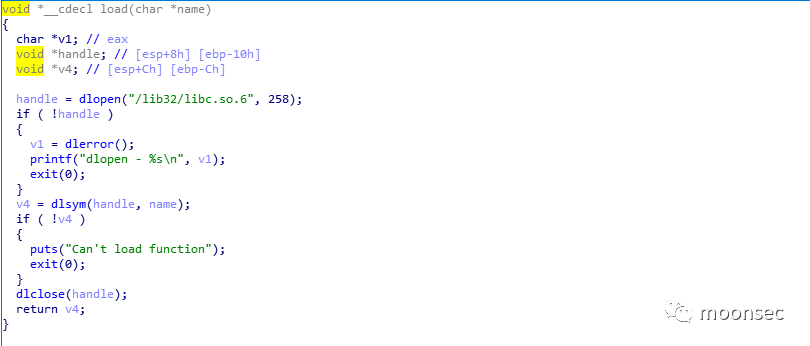 void *__cdecl load(char *name)
{
  char *v1; // eax
  void *handle; // [esp+8h] [ebp-10h]
  void *v4; // [esp+Ch] [ebp-Ch]

  handle = dlopen("/lib32/libc.so.6", 258);
  if ( !handle )
  {
    v1 = dlerror();
    printf("dlopen - %s\n", v1);
    exit(0);
  }
  v4 = dlsym(handle, name);
  if ( !v4 )
  {
    puts("Can't load function");
    exit(0);
  }
  dlclose(handle);
  return v4;
}
moonsec